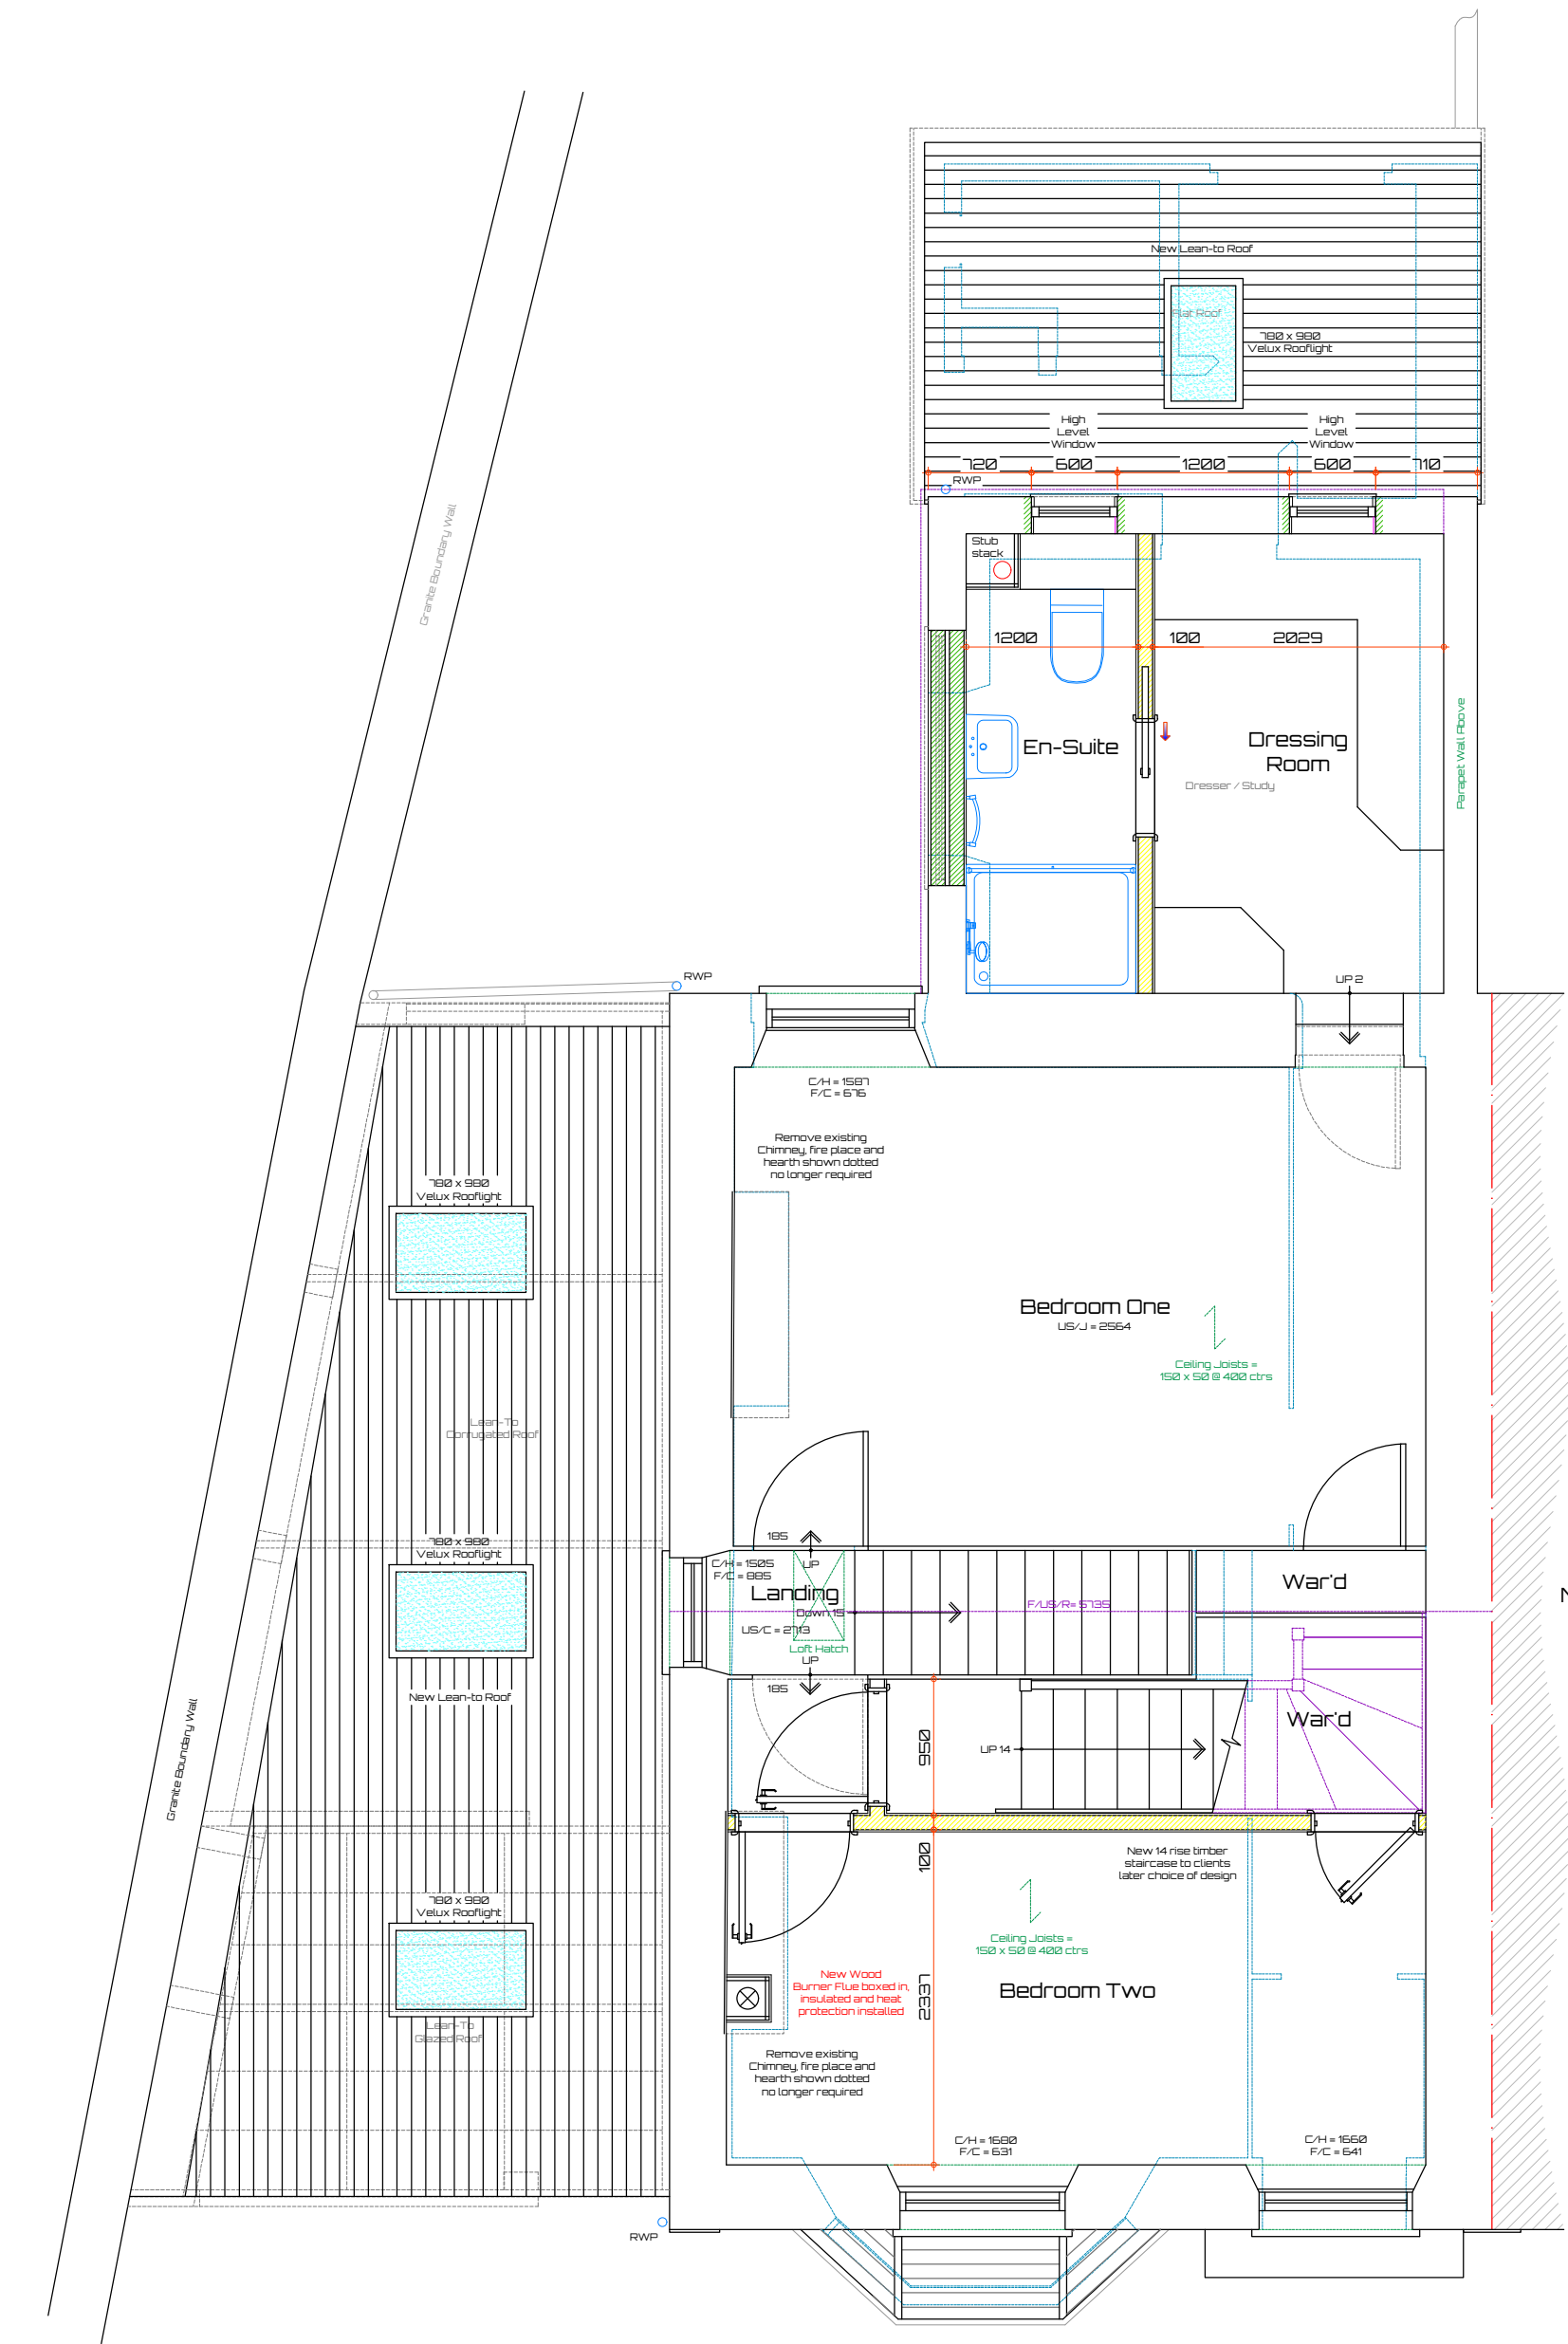 New Lean-to Roof
Flat Roof
780 x 980
Velux Rooflight
High
Level
Window
High
Level
Window
720
600
1200
600
710
RWP
Granite Boundary Wall
Stub
stack
1200
100
2029
En-Suite
Dressing
Room
Dresser / Study
Parapet Wall Above
RWP
UP 2
C/H = 1587
F/C = 676
Remove existing
Chimney, fire place and
hearth shown dotted
no longer required
780 x 980
Velux Rooflight
Bedroom One
US/J = 2564
Ceiling Joists =
150 x 50 @ 400 ctrs
Lean-To
Corrugated Roof
780 x 980
Velux Rooflight
185
UP
C/H = 1505
F/C = 885
Landing
Down 15
US/C = 2713
Loft Hatch
UP
185
F/US/R= 5735
War'd
N
New Lean-to Roof
War'd
950
UP 14
Granite Boundary Wall
100
New 14 rise timber
staircase to clients
later choice of design
780 x 980
Velux Rooflight
Ceiling Joists =
150 x 50 @ 400 ctrs
New Wood
Burner Flue boxed in,
insulated and heat
protection installed
2337
Bedroom Two
Lean-To
Glazed Roof
Remove existing
Chimney, fire place and
hearth shown dotted
no longer required
C/H = 1680
F/C = 631
C/H = 1660
F/C = 641
RWP